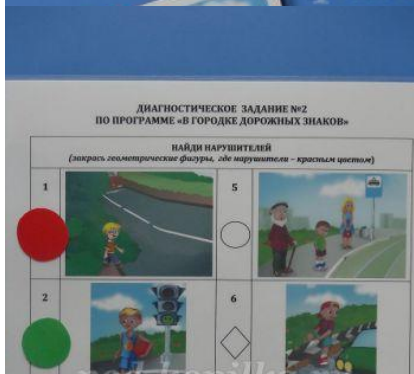 ДИАГНОСТИЧЕСКОЕ ЗАДАНИЕ №2
ПО ПРОГРАММЕ «В ГОРОДКЕ ДОРОЖНЫХ ЗНАКОВ»
НАЙДИ НАРУШИТЕЛЕЙ
(закрась геометрические фигуры, где нарушители – красным цветом)
1
5
2
6